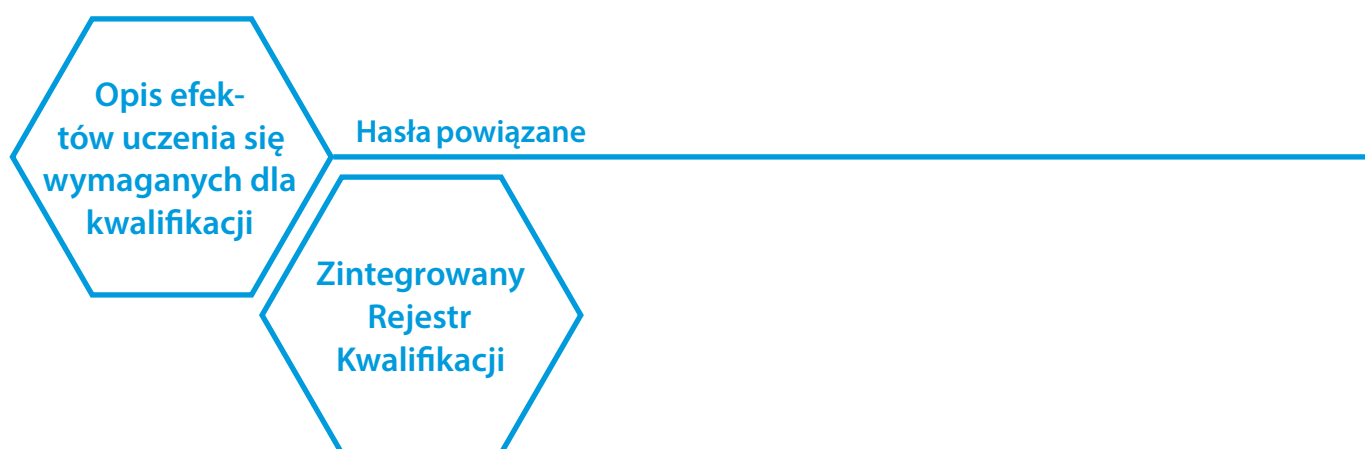 Opis efek-
tów uczenia się
wymaganych dla
kwalifikacji
Hasła powiązane
Zintegrowany
Rejestr
Kwalifikacji